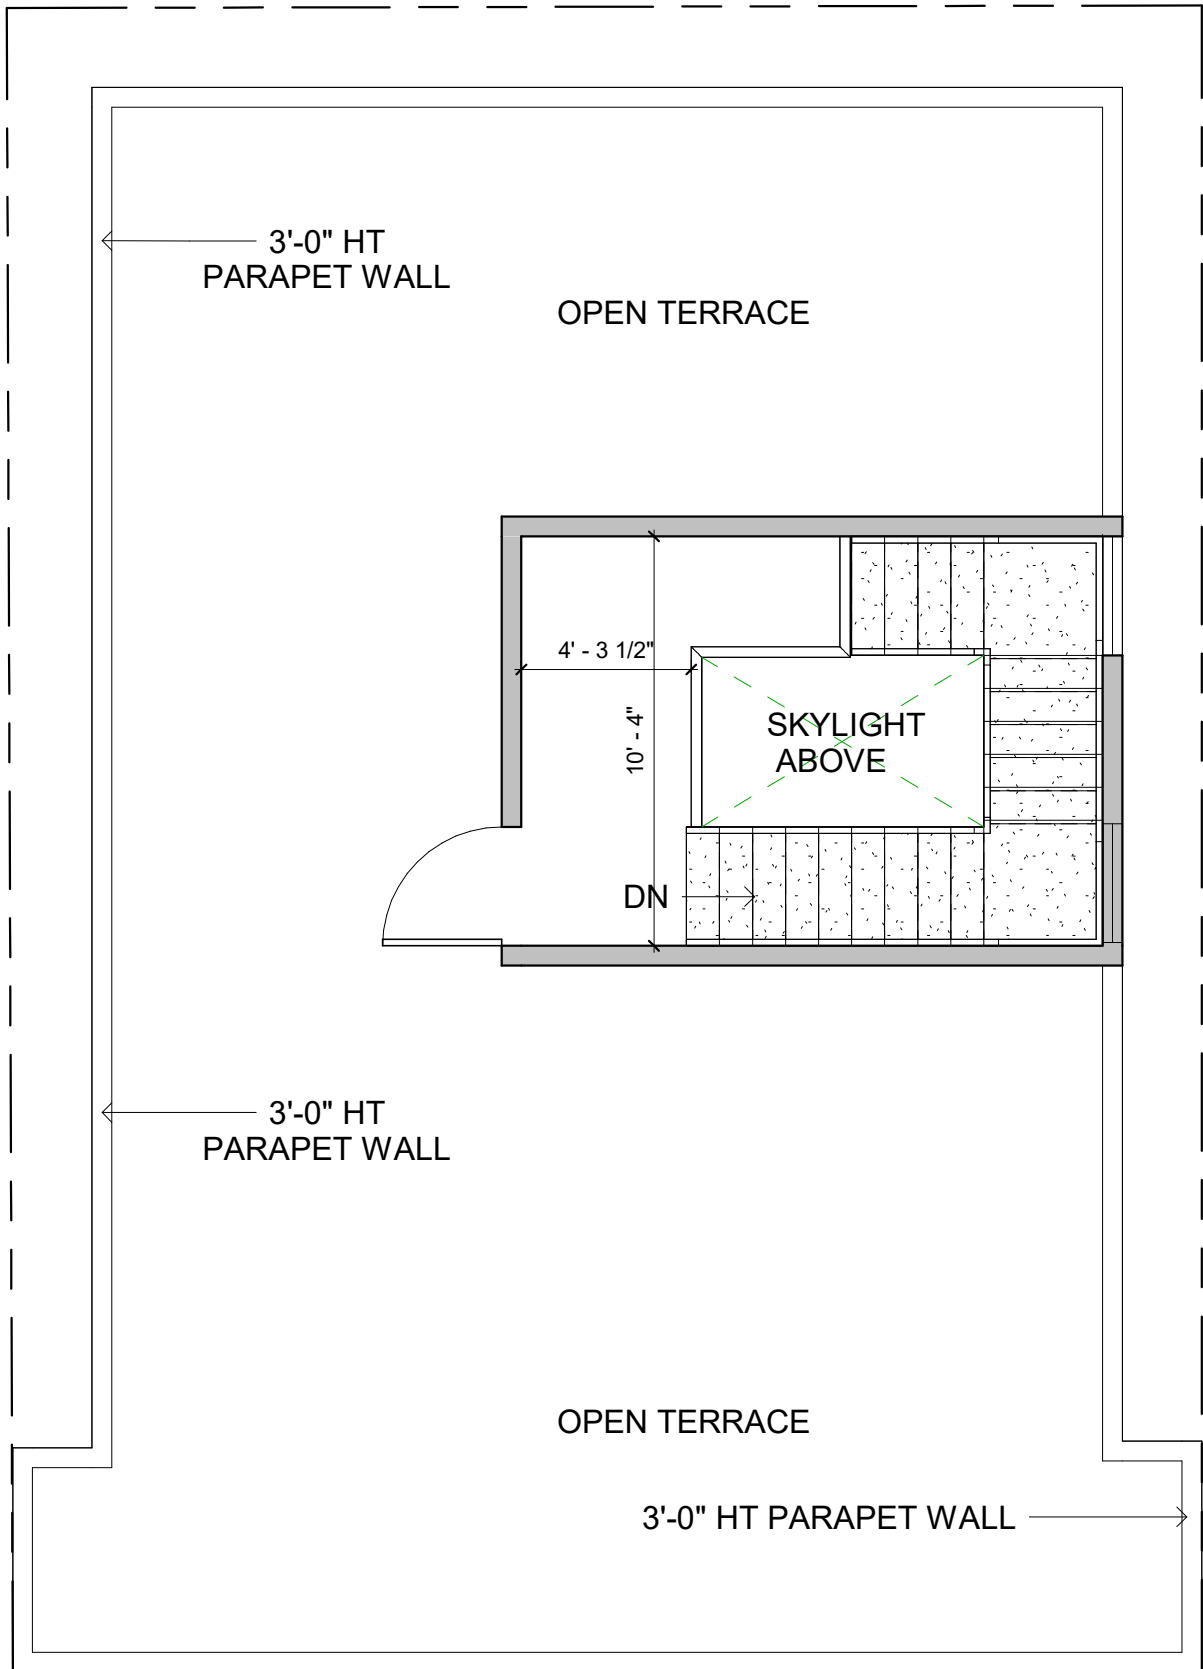 3'-0" HT
PARAPET WALL
OPEN TERRACE
4' - 3 1/2"
10' - 4"
SKYLIGHT
ABOVE
DN
3'-0" HT
PARAPET WALL
OPEN TERRACE
3'-0" HT PARAPET WALL